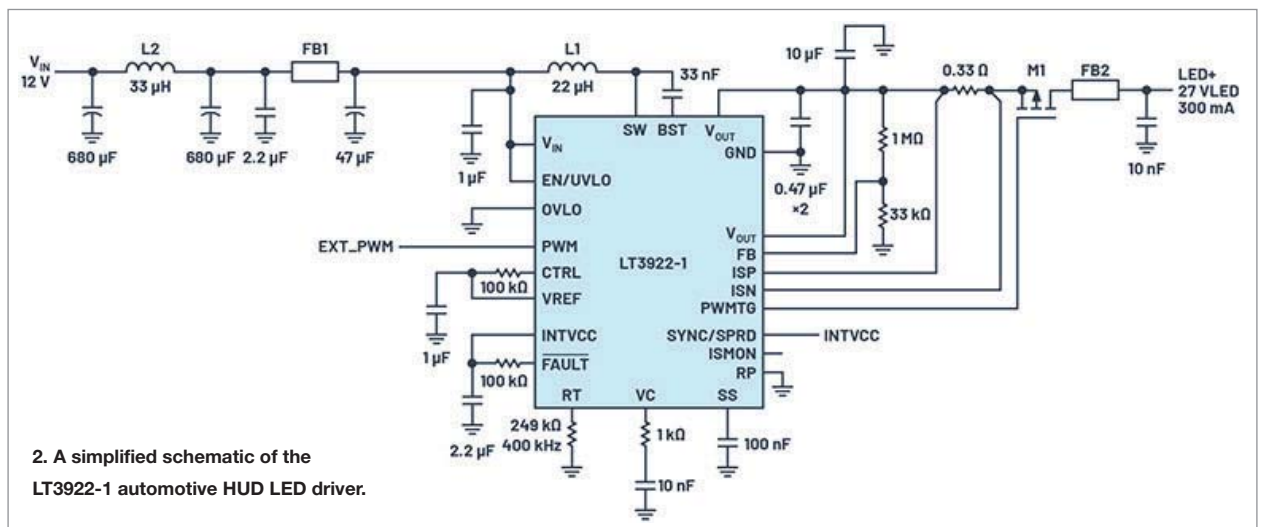 V_IN
12 V
L2
33 µH
FB1
L1
22 µH
33 nF
10 µF
0.33 Ω
M1
FB2
LED+
27 VLED
300 mA
680 µF
680 µF
2.2 µF
47 µF
1 µF
SW
BST
V_OUT
GND
0.47 µF
×2
1 MΩ
33 kΩ
10 nF
V_IN
EN/UVLO
OVLO
EXT_PWM
PWM
CTRL
100 kΩ
VREF
1 µF
INTVCC
FAULT
100 kΩ
2.2 µF
LT3922-1
V_OUT
FB
ISP
ISN
PWMTG
SYNC/SPRD
INTVCC
ISMON
RP
RT
VC
SS
249 kΩ
400 kHz
1 kΩ
10 nF
100 nF
2. A simplified schematic of the
LT3922-1 automotive HUD LED driver.